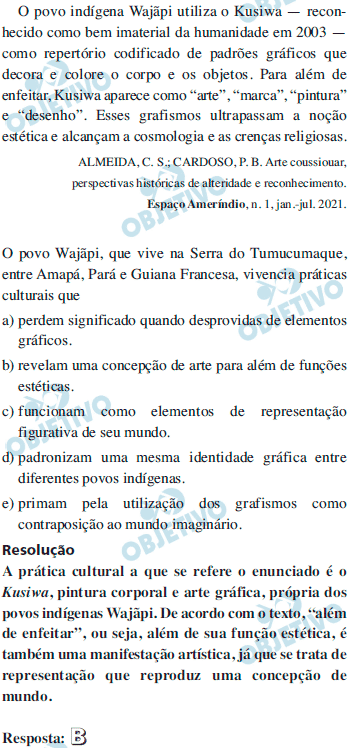 O povo indígena Wajãpi utiliza o Kusiwa — recon-
hecido como bem imaterial da humanidade em 2003 —
como repertório codificado de padrões gráficos que
decora e colore o corpo e os objetos. Para além de
enfeitar, Kusiwa aparece como “arte”, “marca”, “pintura”
e “desenho”. Esses grafismos ultrapassam a noção
estética e alcançam a cosmologia e as crenças religiosas.
ALMEIDA, C. S.; CARDOSO, P. B. Arte coussiouar,
perspectivas históricas de alteridade e reconhecimento.
Espaço Ameríndio, n. 1, jan.-jul. 2021.
O povo Wajãpi, que vive na Serra do Tumucumaque,
entre Amapá, Pará e Guiana Francesa, vivencia práticas
culturais que
a) perdem significado quando desprovidas de elementos
gráficos.
b) revelam uma concepção de arte para além de funções
estéticas.
c) funcionam como elementos de representação
figurativa de seu mundo.
d) padronizam uma mesma identidade gráfica entre
diferentes povos indígenas.
e) primam pela utilização dos grafismos como
contraposição ao mundo imaginário.
Resolução
A prática cultural a que se refere o enunciado é o
Kusiwa, pintura corporal e arte gráfica, própria dos
povos indígenas Wajãpi. De acordo com o texto, “além
de enfeitar”, ou seja, além de sua função estética, é
também uma manifestação artística, já que se trata de
representação que reproduz uma concepção de
mundo.
Resposta: B
OBJETIVO
OBJETIVO
OBJETIVO
OBJETIVO
OBJETIVO
OBJETIVO